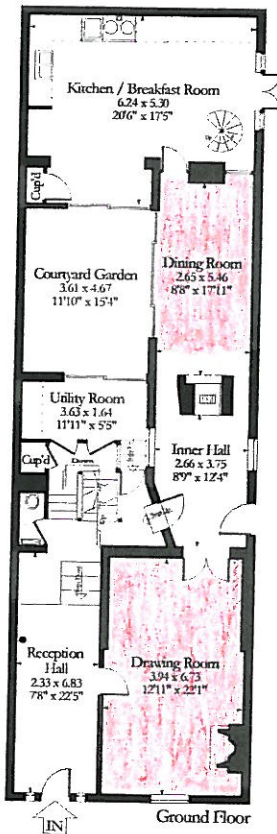 Kitchen / Breakfast Room
6.24 x 5.30
20'6" x 17'5"
Cup'd
Dining Room
2.65 x 5.46
8'8" x 17'11"
Courtyard Garden
3.61 x 4.67
11'10" x 15'4"
Utility Room
3.63 x 1.64
11'11" x 5'5"
Cup'd
Down
Up
Inner Hall
2.66 x 3.75
8'9" x 12'4"
Reception
Hall
2.33 x 6.83
7'8" x 22'5"
Drawing Room
3.94 x 6.73
12'11" x 22'1"
IN
Ground Floor